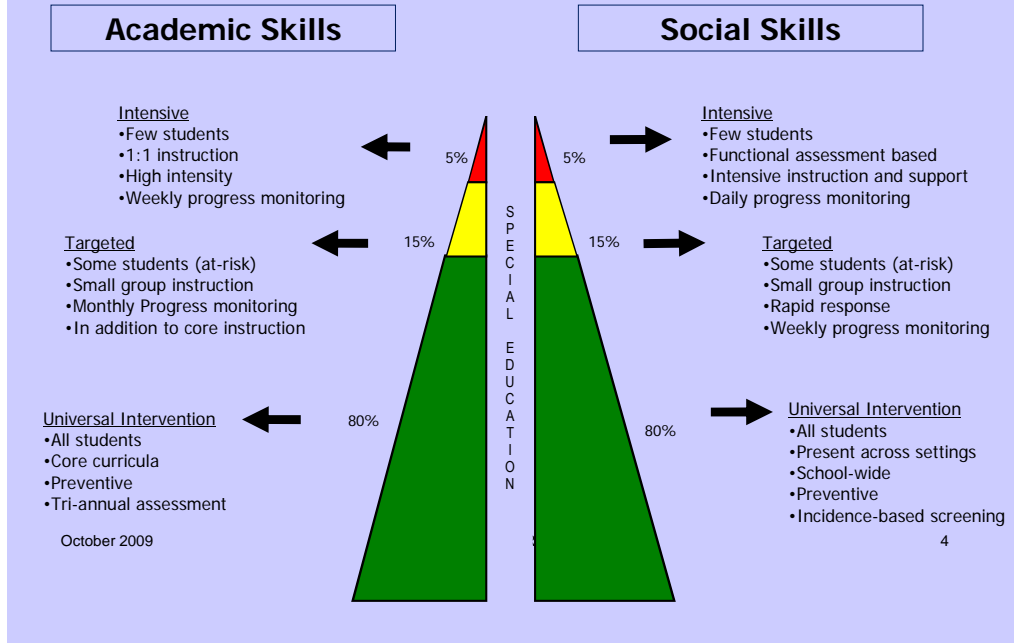 Academic Skills
Social Skills
Intensive
•Few students
•1:1 instruction
•High intensity
•Weekly progress monitoring
5%
5%
Intensive
•Few students
•Functional assessment based
•Intensive instruction and support
•Daily progress monitoring
Targeted
•Some students (at-risk)
•Small group instruction
•Monthly Progress monitoring
•In addition to core instruction
15%
SPECIAL EDUCATION
15%
Targeted
•Some students (at-risk)
•Small group instruction
•Rapid response
•Weekly progress monitoring
Universal Intervention
•All students
•Core curricula
•Preventive
•Tri-annual assessment
80%
80%
Universal Intervention
•All students
•Present across settings
•School-wide
•Preventive
•Incidence-based screening
October 2009
4